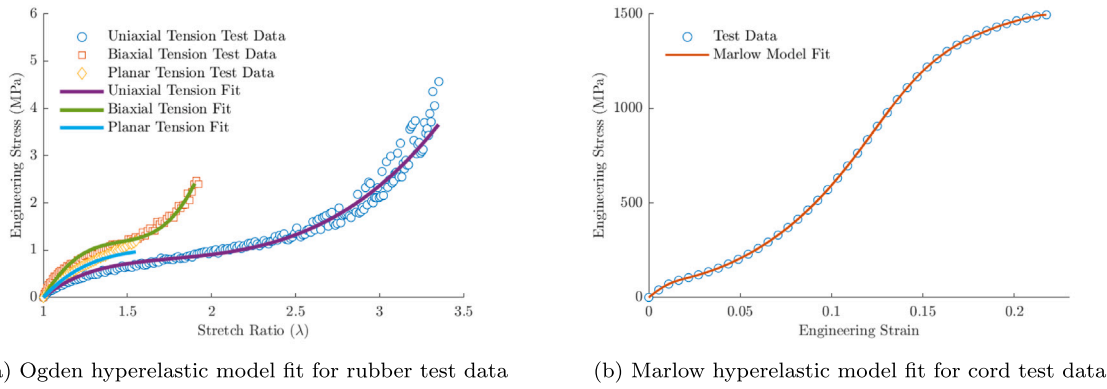 6
5
4
3
2
1
0
Engineering Stress (MPa)
Uniaxial Tension Test Data
Biaxial Tension Test Data
Planar Tension Test Data
Uniaxial Tension Fit
Biaxial Tension Fit
Planar Tension Fit
1 1.5 2 2.5 3 3.5
Stretch Ratio (λ)
) Ogden hyperelastic model fit for rubber test data
1500
1000
500
0
Engineering Stress (MPa)
Test Data
Marlow Model Fit
0 0.05 0.1 0.15 0.2
Engineering Strain
(b) Marlow hyperelastic model fit for cord test data